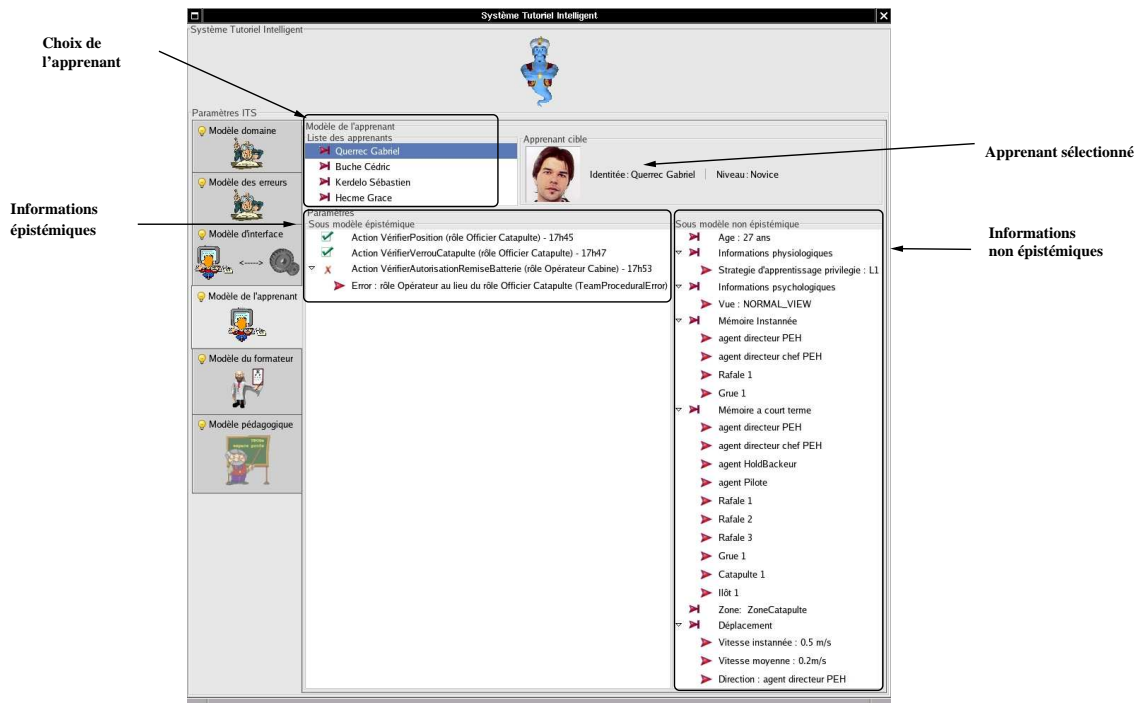 Système Tutoriel Intelligent
Système Tutoriel Intelligent
Choix de
l'apprenant
Paramètres ITS
Modèle domaine
Modèle des erreurs
Modèle d'interface
Modèle de l'apprenant
Modèle du formateur
Modèle pédagogique
Modèle de l'apprenant
Liste des apprenants
Querrec Gabriel
Buche Cédric
Kerdelo Sébastien
Hecme Grace
Apprenant cible
Identitée: Querrec Gabriel
Niveau: Novice
Apprenant sélectionné
Informations
épistémiques
Paramètres
Sous modèle épistémique
Action VérifierPosition (rôle Officier Catapulte) - 17h45
Action VérifierVerrouCatapulte (rôle Officier Catapulte) - 17h47
Action VérifierAutorisationRemiseBatterie (rôle Opérateur Cabine) - 17h53
Error : rôle Opérateur au lieu du rôle Officier Catapulte (TeamProceduralError)
Sous modèle non épistémique
Age : 27 ans
Informations physiologiques
Strategie d'apprentissage privilegie : L1
Informations psychologiques
Vue : NORMAL_VIEW
Mémoire Instannée
agent directeur PEH
agent directeur chef PEH
Rafale 1
Grue 1
Mémoire a court terme
agent directeur PEH
agent directeur chef PEH
agent HoldBackeur
agent Pilote
Rafale 1
Rafale 2
Rafale 3
Grue 1
Catapulte 1
Ilôt 1
Zone: ZoneCatapulte
Déplacement
Vitesse instannée : 0.5 m/s
Vitesse moyenne : 0.2m/s
Direction : agent directeur PEH
Informations
non épistémiques